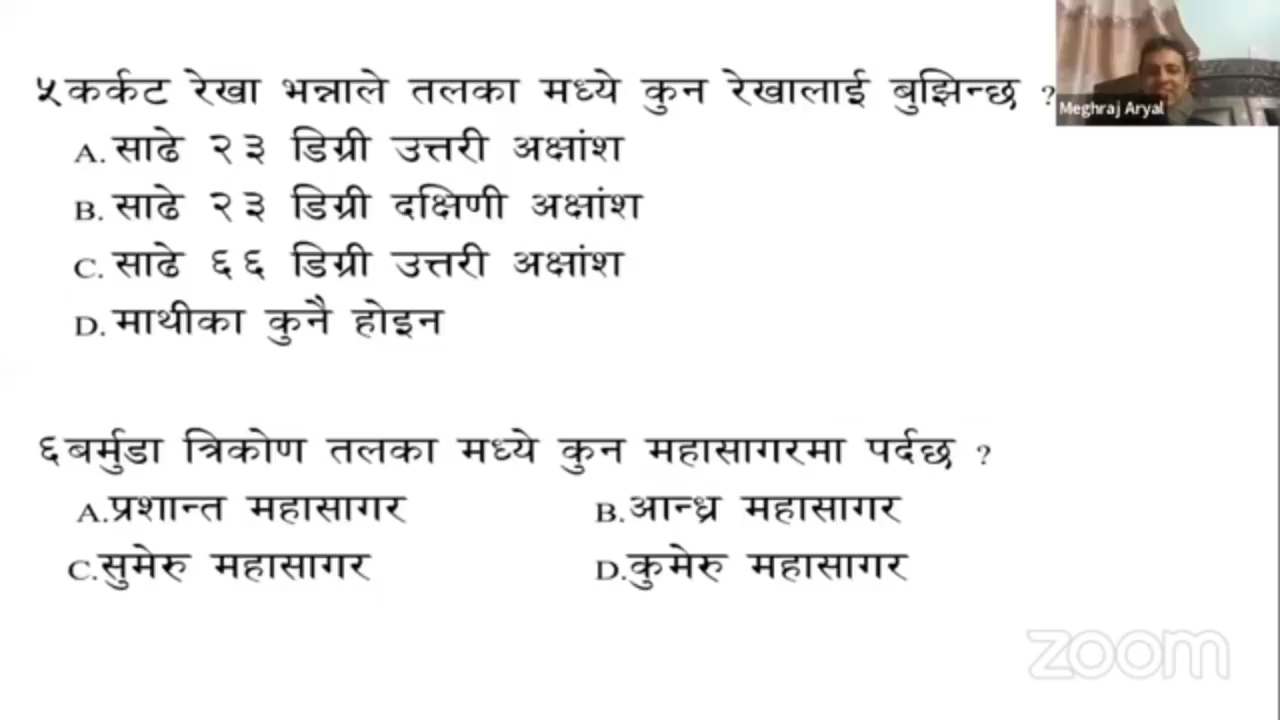 ५कर्कट रेखा भन्नाले तलका मध्ये कुन रेखालाई बुझिन्छ ?
Meghraj Aryal
A. साढे २३ डिग्री उत्तरी अक्षांश
B. साढे २३ डिग्री दक्षिणी अक्षांश
C. साढे ६६ डिग्री उत्तरी अक्षांश
D. माथीका कुनै होइन
६बर्मुडा त्रिकोण तलका मध्ये कुन महासागरमा पर्दछ ?
A.प्रशान्त महासागर B.आन्ध्र महासागर
C.सुमेरु महासागर D.कुमेरु महासागर
zoom